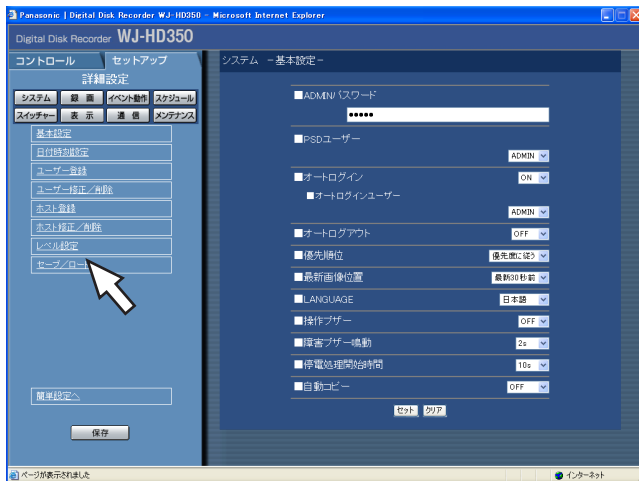 Panasonic | Digital Disk Recorder WJ-HD350 - Microsoft Internet Explorer
Digital Disk Recorder WJ-HD350
コントロール セットアップ
詳細設定
システム 録 画 イベント動作 スケジュール
スイッチャー 表 示 通 信 メンテナンス
基本設定
日付時刻設定
ユーザー登録
ユーザー修正/削除
ホスト登録
ホスト修正/削除
レベル設定
セーブ/ロード
簡単設定へ
保存
システム -基本設定-
■ADMINパスワード
●●●●●
■PSDユーザー
ADMIN
■オートログイン ON
■オートログインユーザー
ADMIN
■オートログアウト OFF
■優先順位 優先度に従う
■最新画像位置 最新30秒前
■LANGUAGE 日本語
■操作ブザー OFF
■障害ブザー鳴動 2s
■停電処理開始時間 10s
■自動コピー OFF
セット クリア
ページが表示されました インターネット